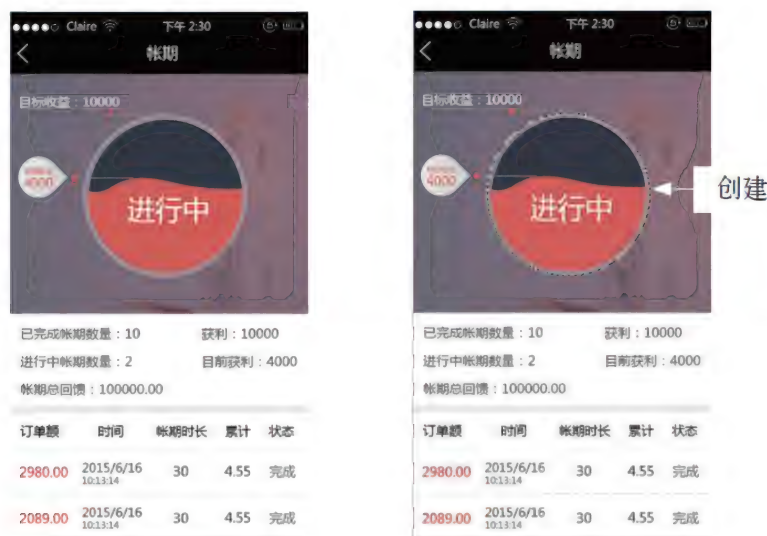 Claire 下午 2:30
帐期
目标收益：10000
4000
进行中
已完成帐期数量：10 获利：10000
进行中帐期数量：2 目前获利：4000
帐期总回馈：100000.00
订单额 时间 帐期时长 累计 状态
2980.00 2015/6/16 10:13:14 30 4.55 完成
2089.00 2015/6/16 10:13:14 30 4.55 完成
Claire 下午 2:30
帐期
目标收益：10000
4000
进行中
创建
已完成帐期数量：10 获利：10000
进行中帐期数量：2 目前获利：4000
帐期总回馈：100000.00
订单额 时间 帐期时长 累计 状态
2980.00 2015/6/16 10:13:14 30 4.55 完成
2089.00 2015/6/16 10:13:14 30 4.55 完成